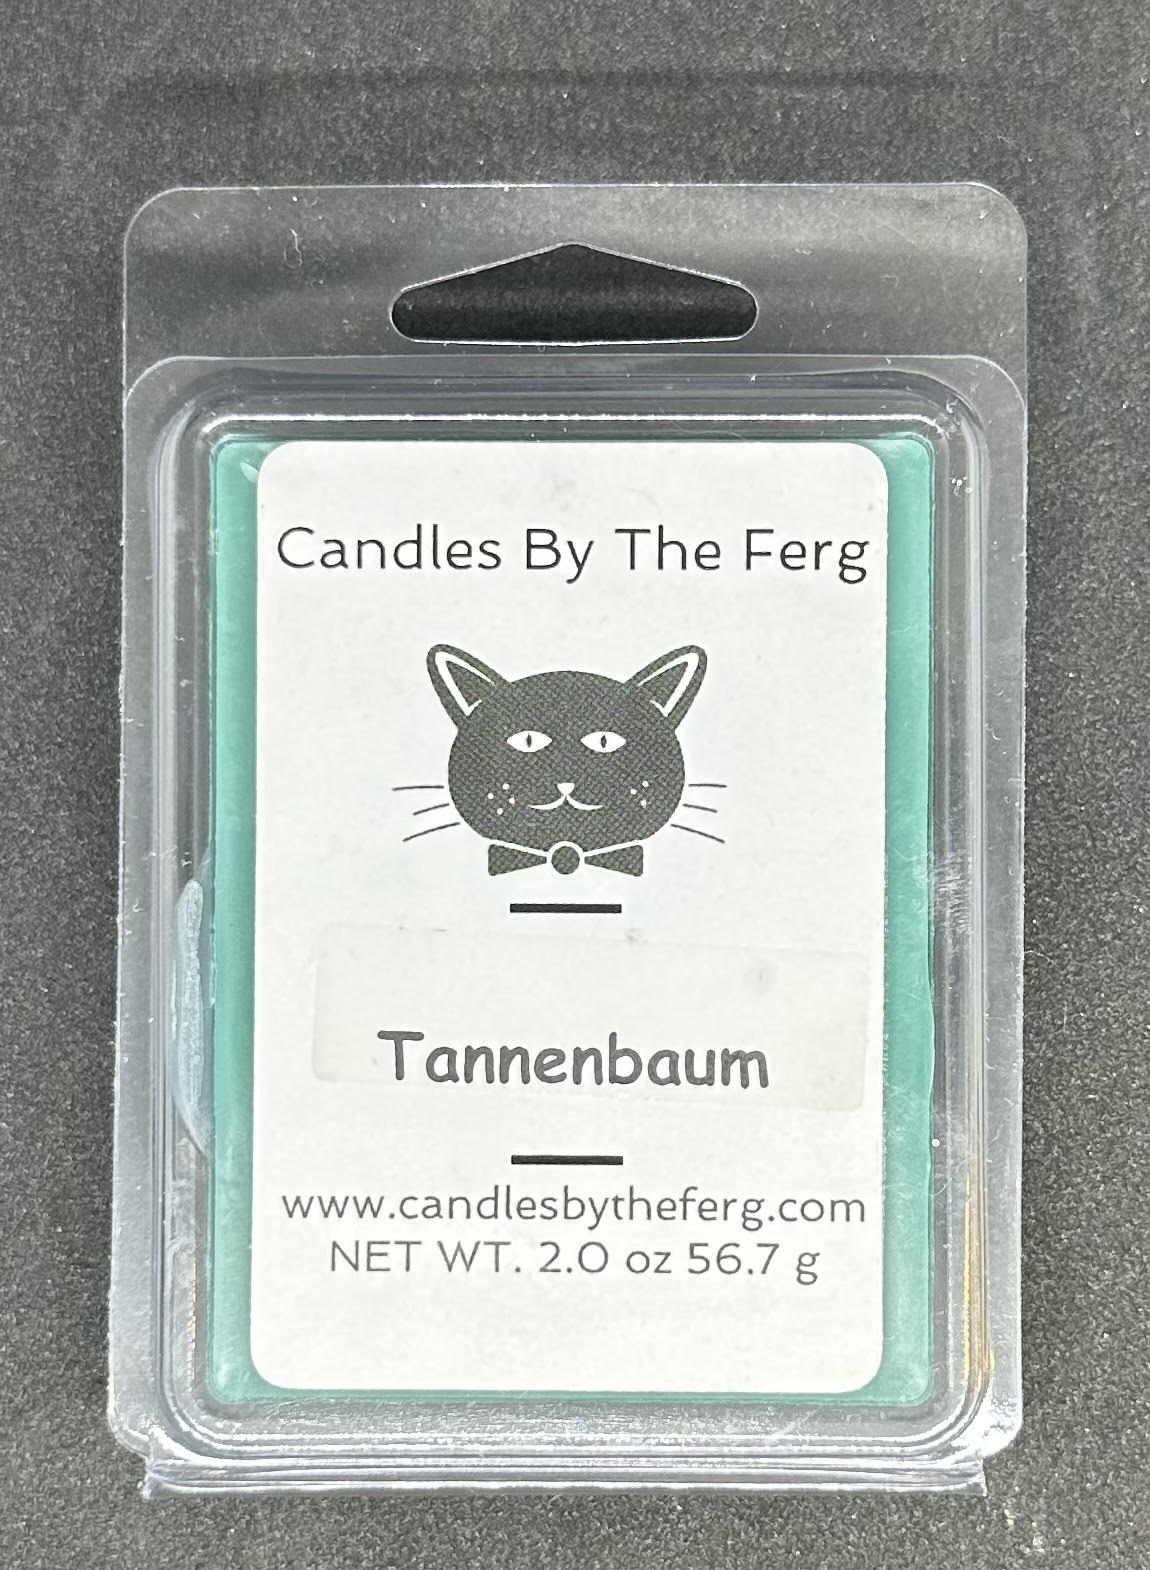 Candles By The Ferg
Tannenbaum
www.candlesbytheferg.com
NET WT. 2.0 oz 56.7 g